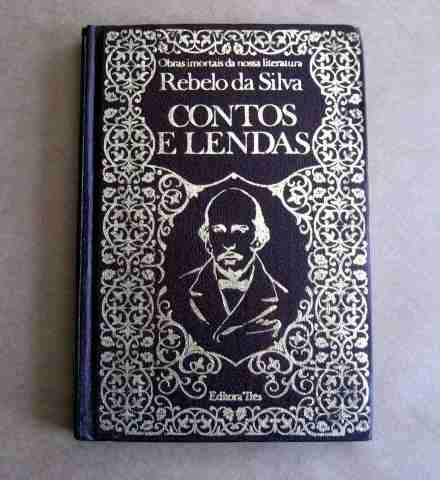 Obras imortais da nossa literatura
Rebelo da Silva
CONTOS
E LENDAS
Editora Três